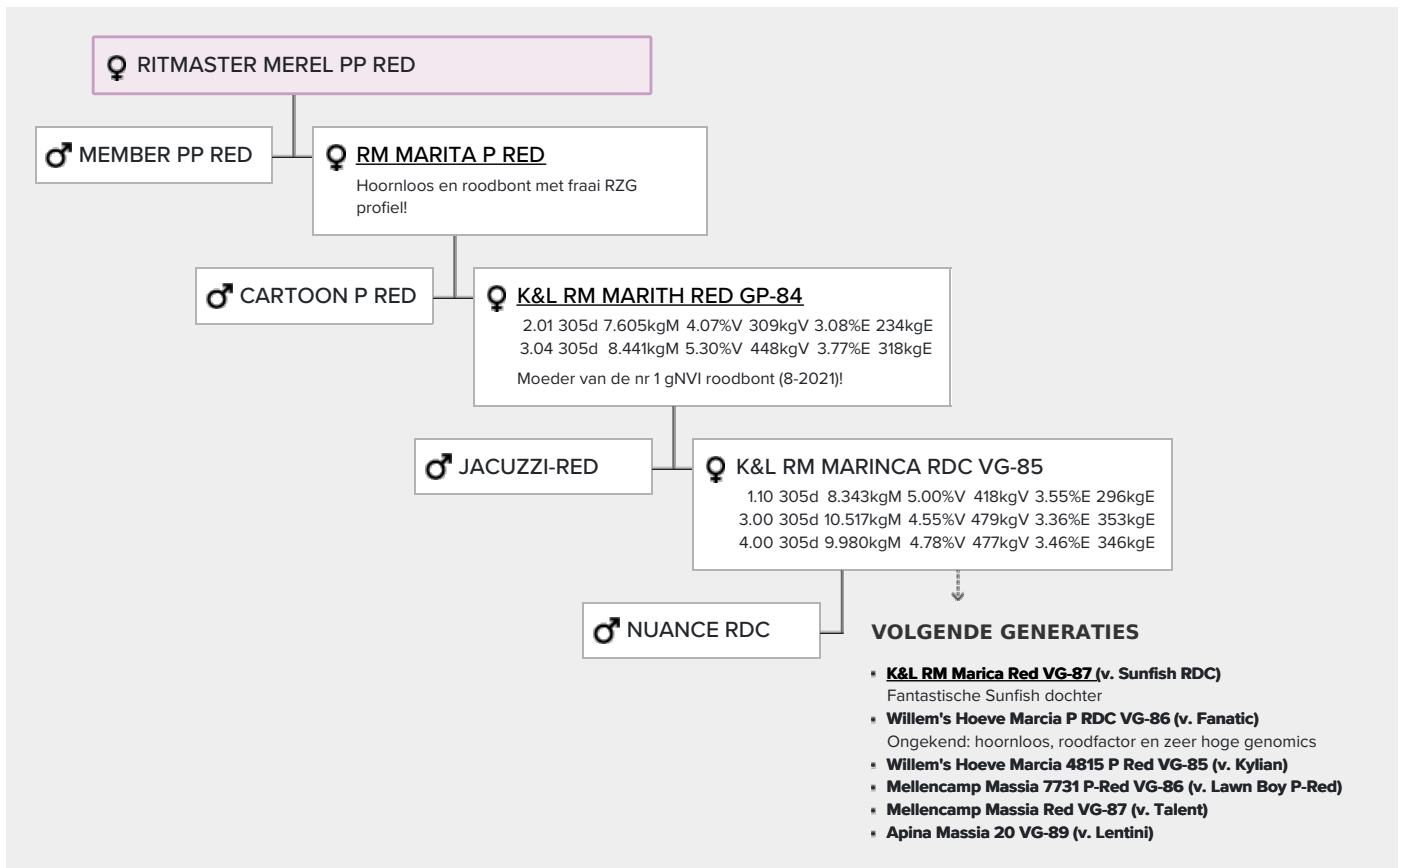 RITMASTER MEREL PP RED
MEMBER PP RED
RM MARITA P RED
Hoornloos en roodbont met fraai RZG
profiel!
CARTOON P RED
K&L RM MARITH RED GP-84
2.01 305d 7.605kgM 4.07%V 309kgV 3.08%E 234kgE
3.04 305d 8.441kgM 5.30%V 448kgV 3.77%E 318kgE
Moeder van de nr 1 gNVI roodbont (8-2021)!
JACUZZI-RED
K&L RM MARINCA RDC VG-85
1.10 305d 8.343kgM 5.00%V 418kgV 3.55%E 296kgE
3.00 305d 10.517kgM 4.55%V 479kgV 3.36%E 353kgE
4.00 305d 9.980kgM 4.78%V 477kgV 3.46%E 346kgE
NUANCE RDC
VOLGENDE GENERATIES
K&L RM Marica Red VG-87 (v. Sunfish RDC)
Fantastische Sunfish dochter
Willem's Hoeve Marcia P RDC VG-86 (v. Fanatic)
Ongekend: hoornloos, roodfactor en zeer hoge genomics
Willem's Hoeve Marcia 4815 P Red VG-85 (v. Kylian)
Mellencamp Massia 7731 P-Red VG-86 (v. Lawn Boy P-Red)
Mellencamp Massia Red VG-87 (v. Talent)
Apina Massia 20 VG-89 (v. Lentini)